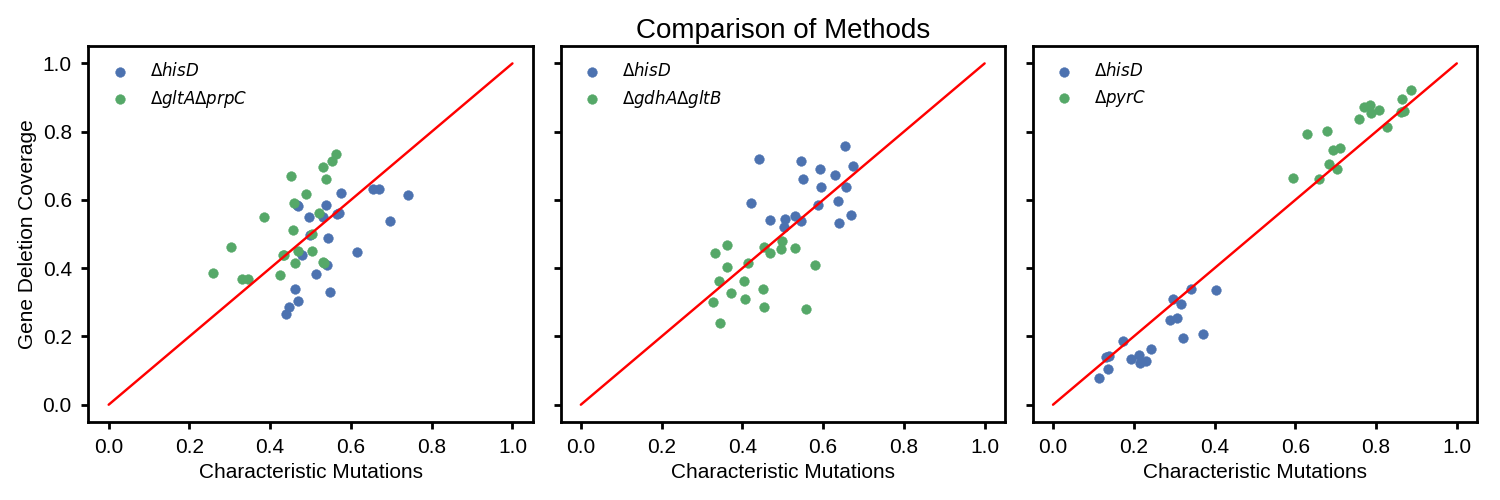 Comparison of Methods
Gene Deletion Coverage
1.0
0.8
0.6
0.4
0.2
0.0
ΔhisD
ΔgltAΔprpC
0.0 0.2 0.4 0.6 0.8 1.0
Characteristic Mutations
ΔhisD
ΔgdhAΔgltB
0.0 0.2 0.4 0.6 0.8 1.0
Characteristic Mutations
ΔhisD
ΔpyrC
0.0 0.2 0.4 0.6 0.8 1.0
Characteristic Mutations